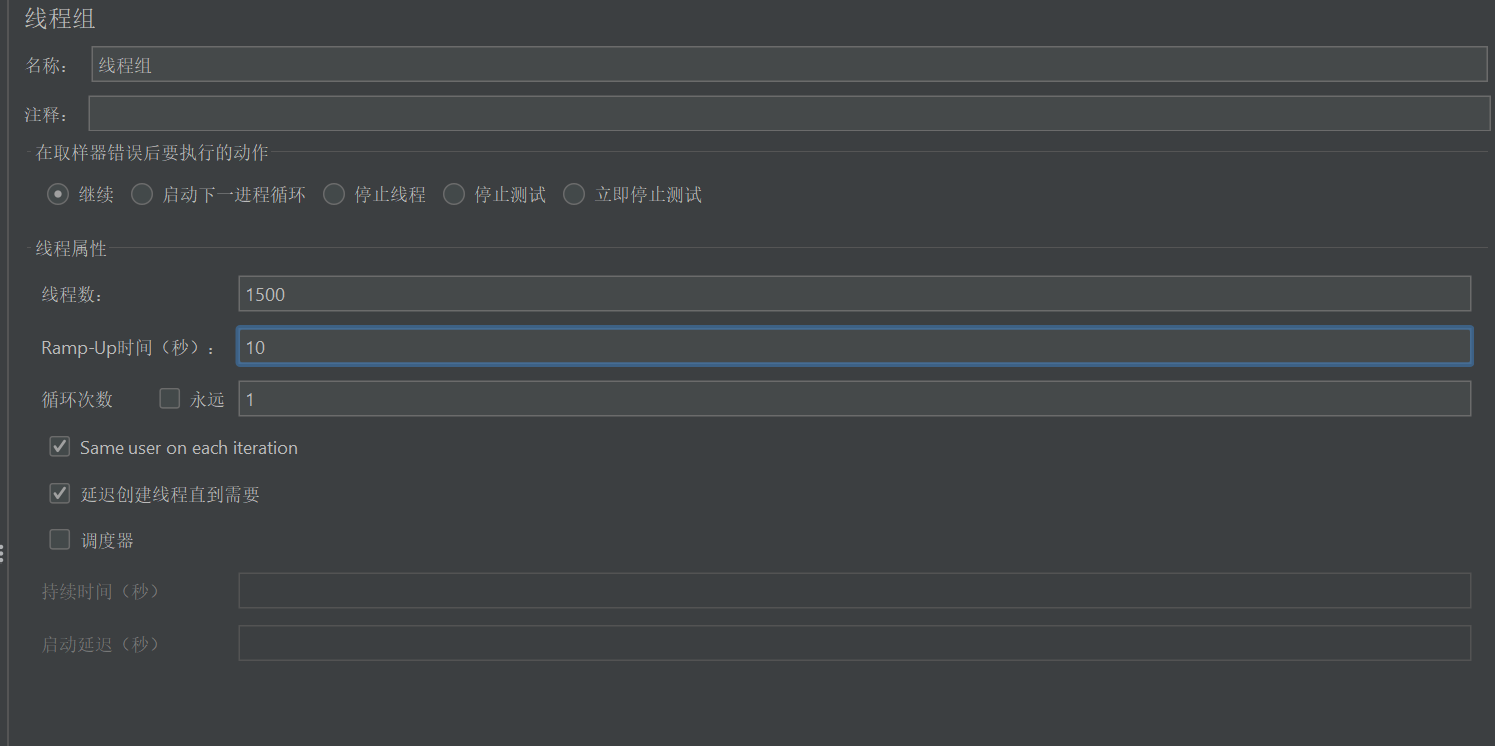 线程组
名称： 线程组
注释：
在取样器错误后要执行的动作
继续 启动下一进程循环 停止线程 停止测试 立即停止测试
线程属性
线程数： 1500
Ramp-Up时间（秒）： 10
循环次数 永远 1
Same user on each iteration
延迟创建线程直到需要
调度器
持续时间（秒）
启动延迟（秒）